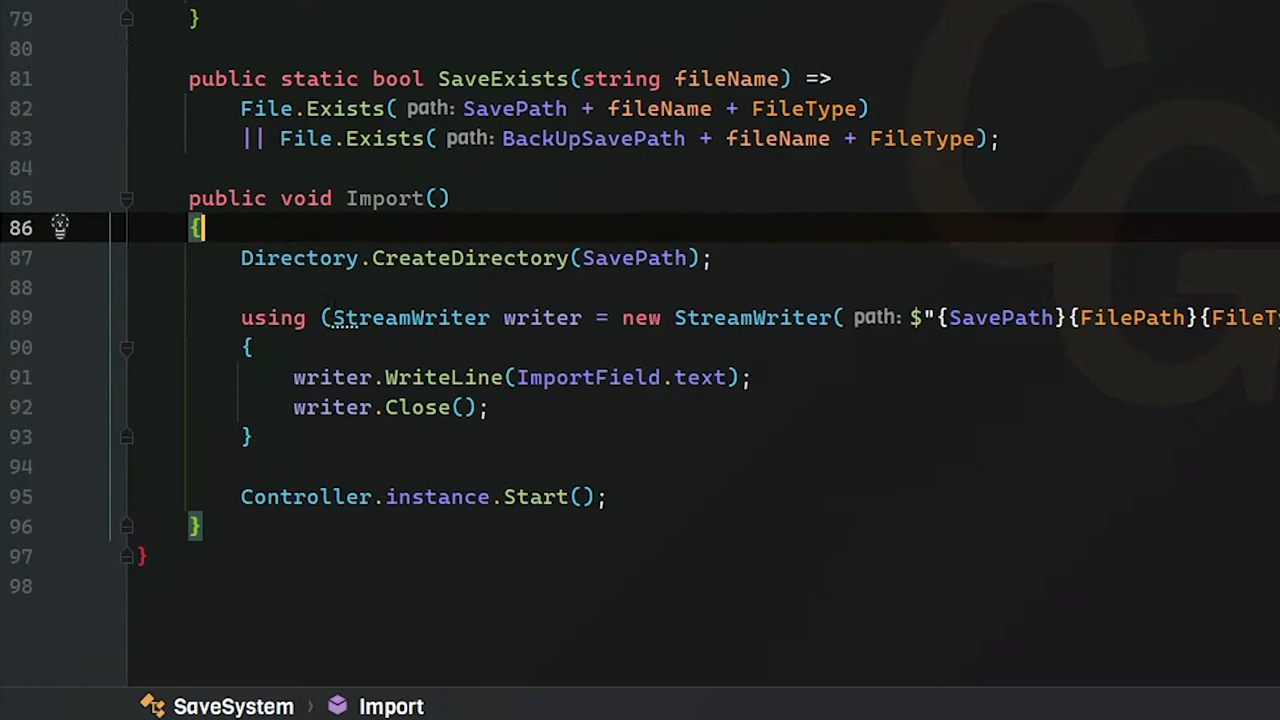 79 }
80
81 public static bool SaveExists(string fileName) =>
82 File.Exists( path: SavePath + fileName + FileType)
83 || File.Exists( path: BackUpSavePath + fileName + FileType);
84
85 public void Import()
86 {
87 Directory.CreateDirectory(SavePath);
88
89 using (StreamWriter writer = new StreamWriter( path: $"{SavePath}{FilePath}{FileTy
90 {
91 writer.WriteLine(ImportField.text);
92 writer.Close();
93 }
94
95 Controller.instance.Start();
96 }
97 }
98
SaveSystem › Import